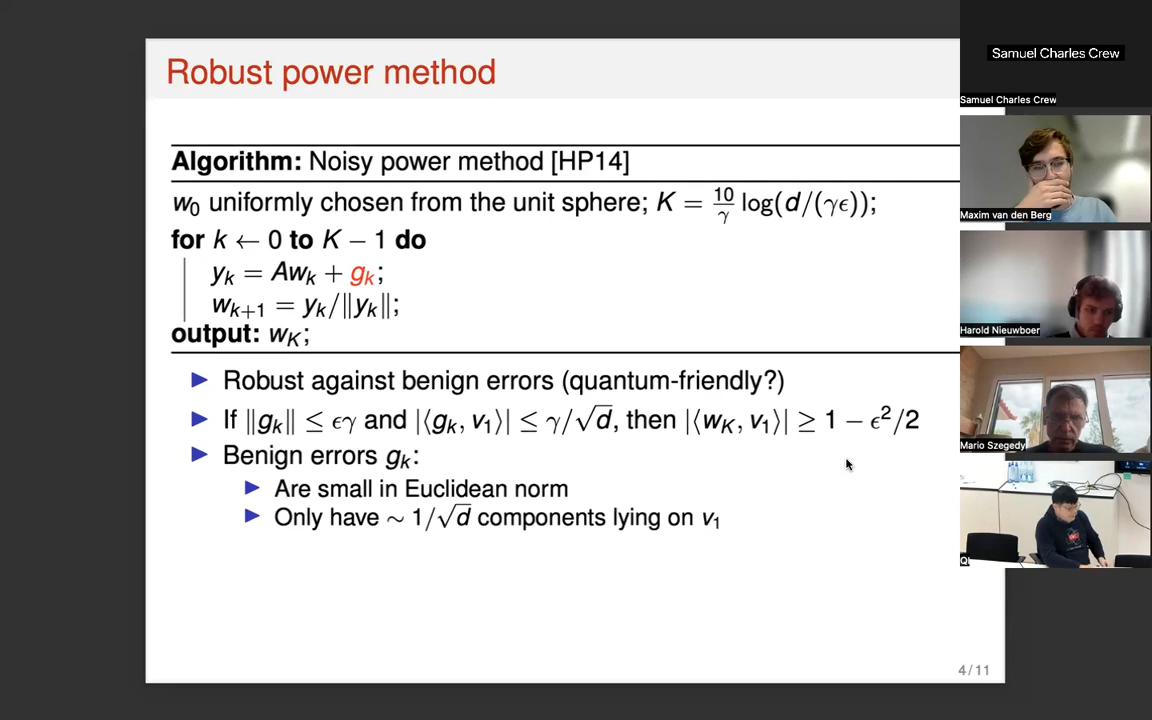 Robust power method
Algorithm: Noisy power method [HP14]
w₀ uniformly chosen from the unit sphere; K = 10/γ log(d/(γϵ));
for k ← 0 to K − 1 do
yₖ = Awₖ + gₖ;
wₖ₊₁ = yₖ/‖yₖ‖;
output: w_K;
▶ Robust against benign errors (quantum-friendly?)
▶ If ‖gₖ‖ ≤ ϵγ and |⟨gₖ, v₁⟩| ≤ γ/√d, then |⟨w_K, v₁⟩| ≥ 1 − ϵ²/2
▶ Benign errors gₖ:
▶ Are small in Euclidean norm
▶ Only have ∼ 1/√d components lying on v₁
4/11
Samuel Charles Crew
Samuel Charles Crew
Maxim van den Berg
Harold Nieuwboer
Mario Szegedy
QI